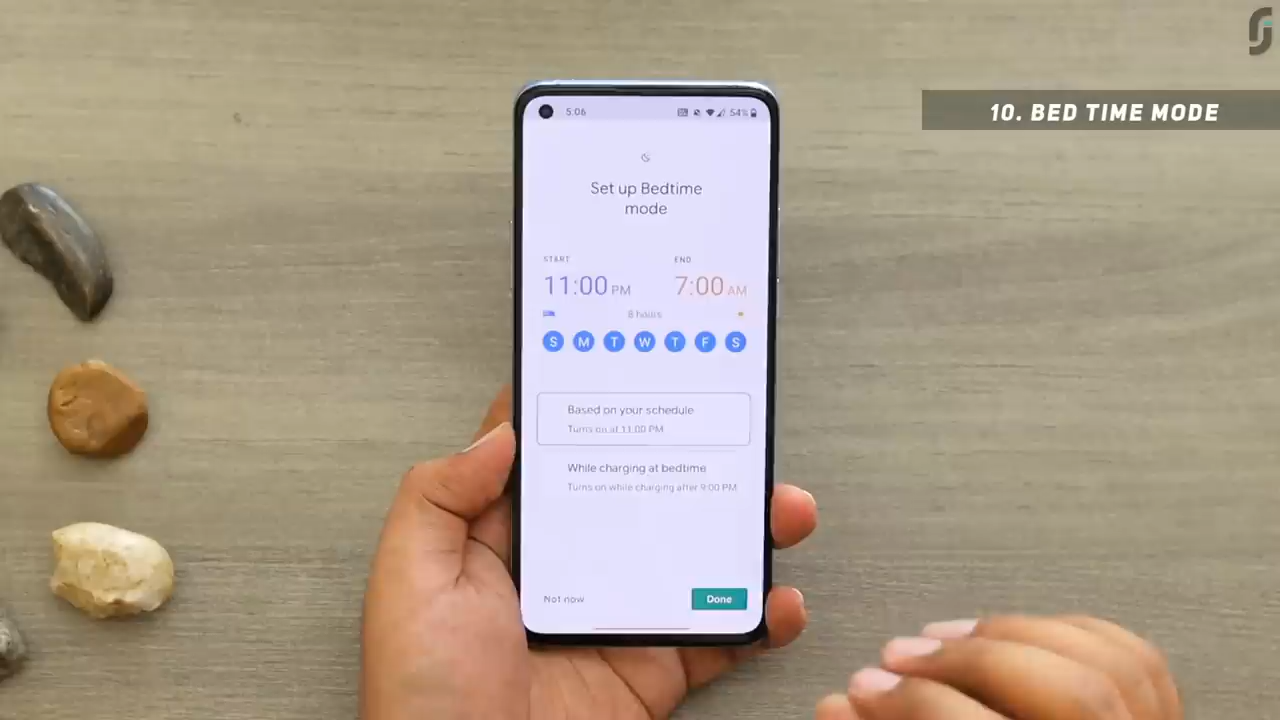 10. BED TIME MODE
5:06
54%
Set up Bedtime
mode
START
END
11:00 PM
7:00 AM
8 hours
S M T W T F S
Based on your schedule
Turns on at 11:00 PM
While charging at bedtime
Turns on while charging after 9:00 PM
Not now
Done